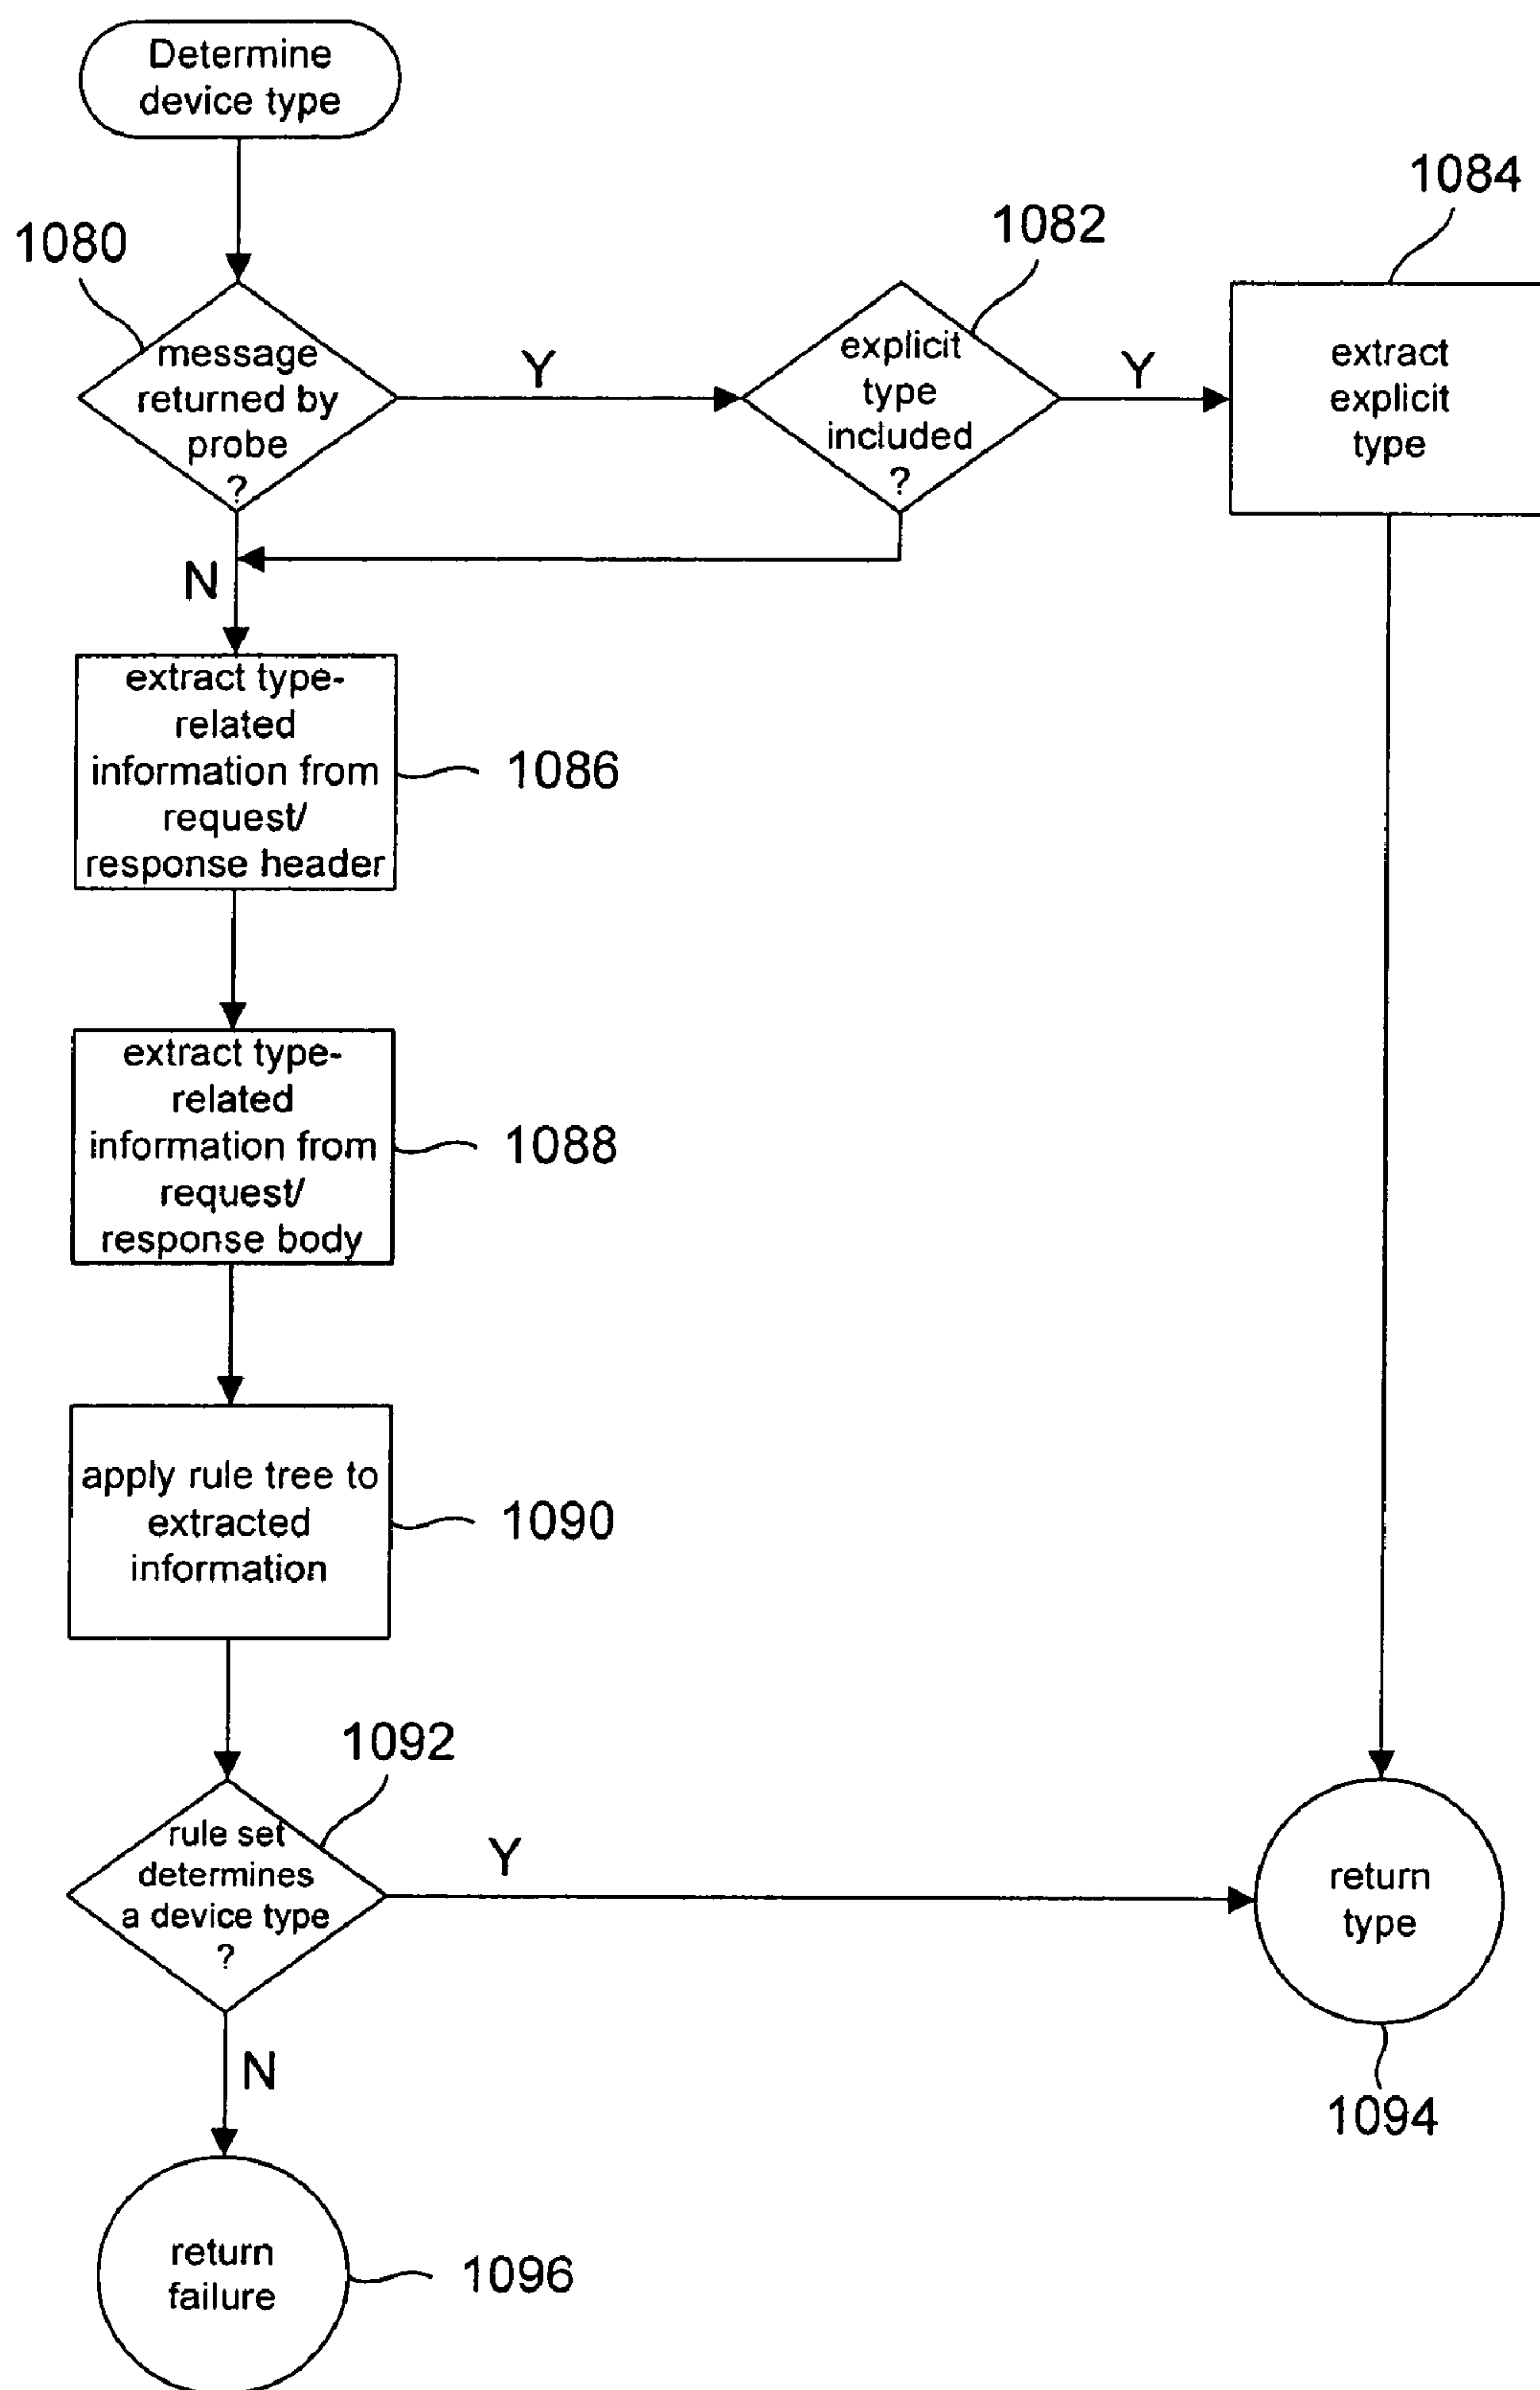 Determine
device type
1080
message
returned by
probe
?
Y
1082
explicit
type
included
?
Y
1084
extract
explicit
type
N
extract type-
related
information from
request/
response header
1086
extract type-
related
information from
request/
response body
1088
apply rule tree to
extracted
information
1090
1092
rule set
determines
a device type
?
Y
return
type
1094
N
return
failure
1096